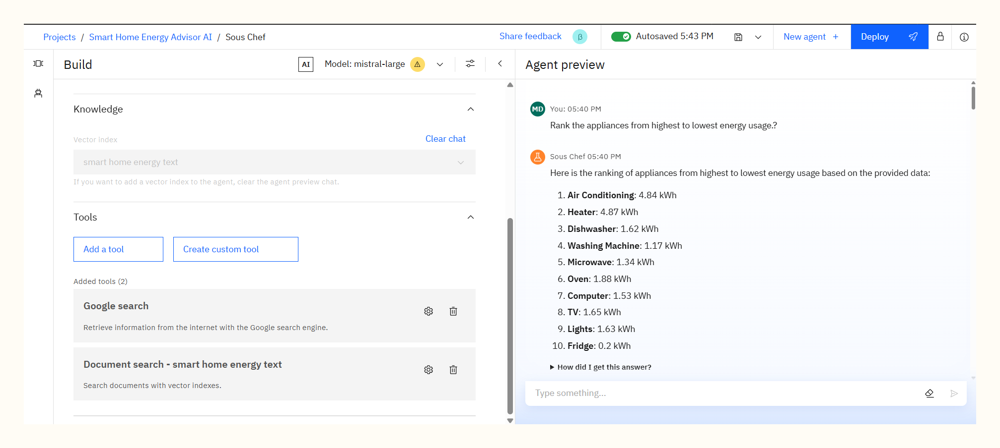 Projects / Smart Home Energy Advisor AI / Sous Chef
Share feedback β
Autosaved 5:43 PM
New agent +
Deploy
Build
AI Model: mistral-large
Agent preview
Knowledge
Vector index
Clear chat
smart home energy text
If you want to add a vector index to the agent, clear the agent preview chat.
Tools
Add a tool
Create custom tool
Added tools (2)
Google search
Retrieve information from the internet with the Google search engine.
Document search - smart home energy text
Search documents with vector indexes.
MD You: 05:40 PM
Rank the appliances from highest to lowest energy usage.?
Sous Chef 05:40 PM
Here is the ranking of appliances from highest to lowest energy usage based on the provided data:
1. Air Conditioning: 4.84 kWh
2. Heater: 4.87 kWh
3. Dishwasher: 1.62 kWh
4. Washing Machine: 1.17 kWh
5. Microwave: 1.34 kWh
6. Oven: 1.88 kWh
7. Computer: 1.53 kWh
8. TV: 1.65 kWh
9. Lights: 1.63 kWh
10. Fridge: 0.2 kWh
How did I get this answer?
Type something...